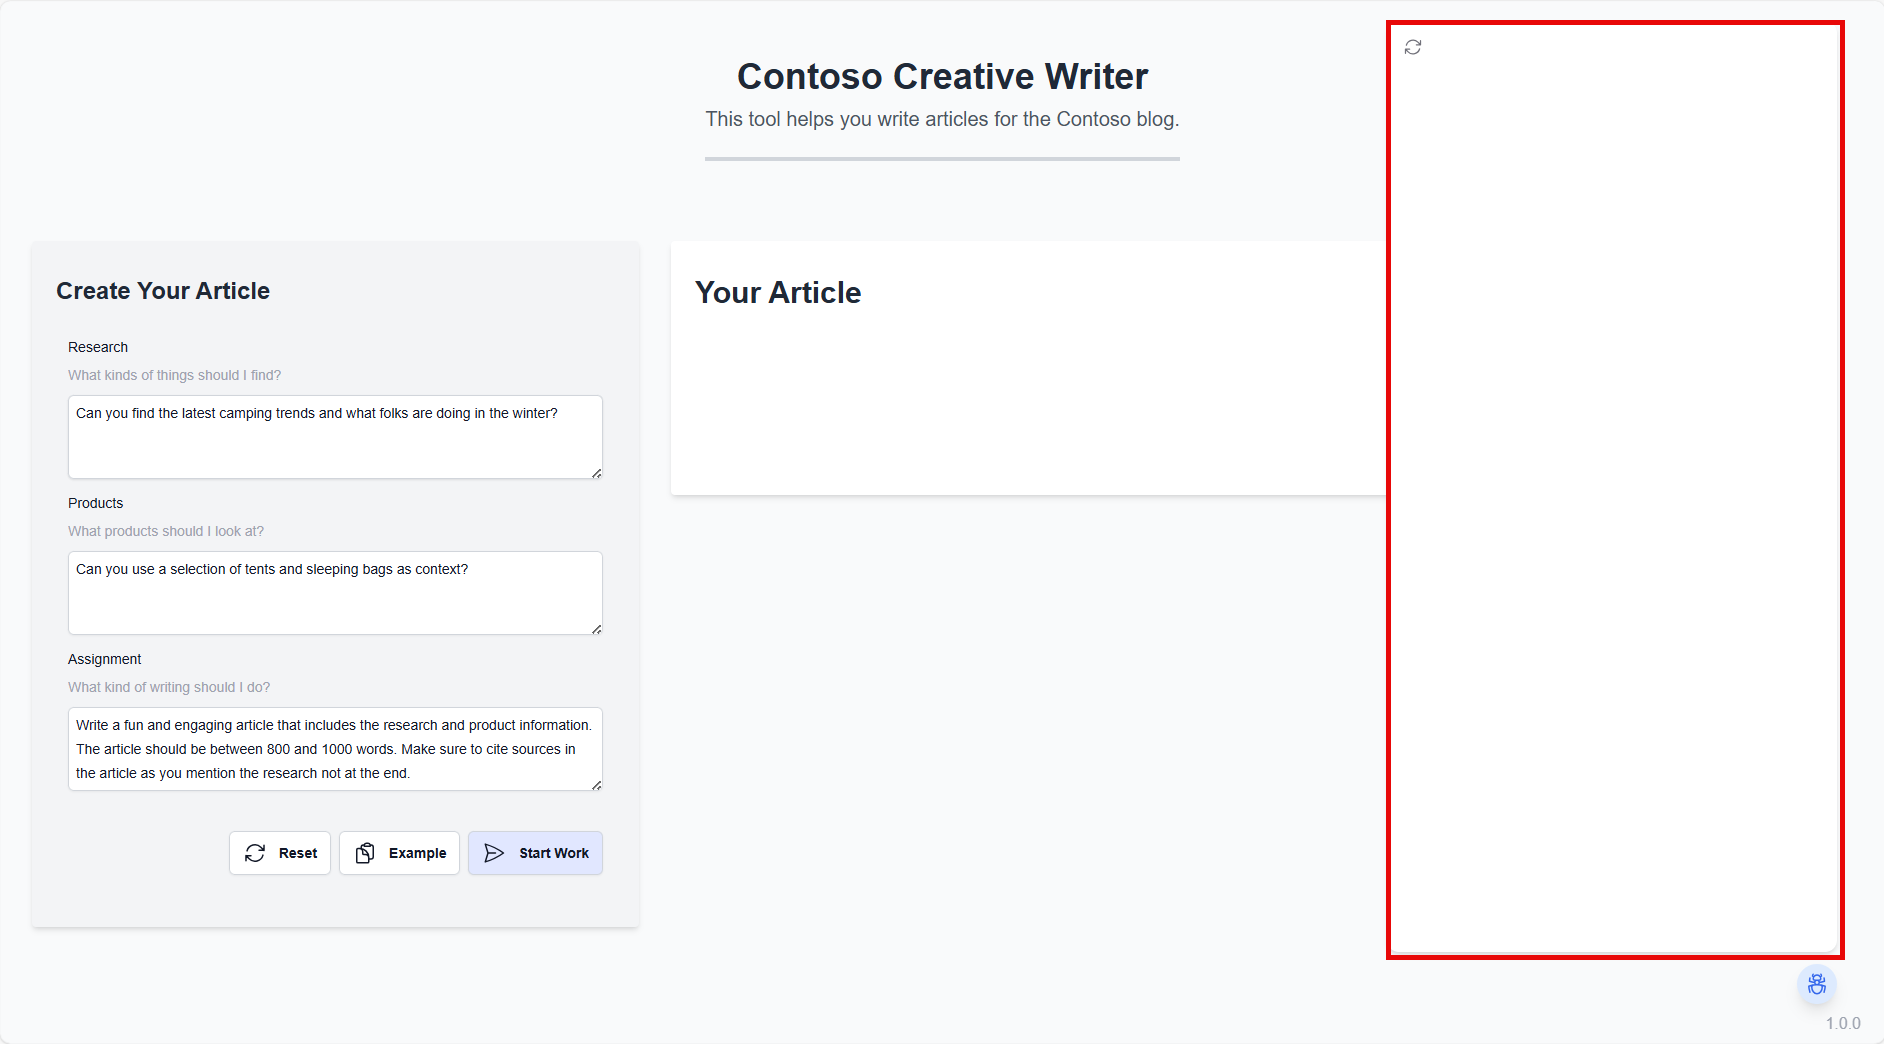 Contoso Creative Writer
This tool helps you write articles for the Contoso blog.
Create Your Article
Research
What kinds of things should I find?
Can you find the latest camping trends and what folks are doing in the winter?
Products
What products should I look at?
Can you use a selection of tents and sleeping bags as context?
Assignment
What kind of writing should I do?
Write a fun and engaging article that includes the research and product information.
The article should be between 800 and 1000 words. Make sure to cite sources in
the article as you mention the research not at the end.
Reset
Example
Start Work
Your Article
1.0.0